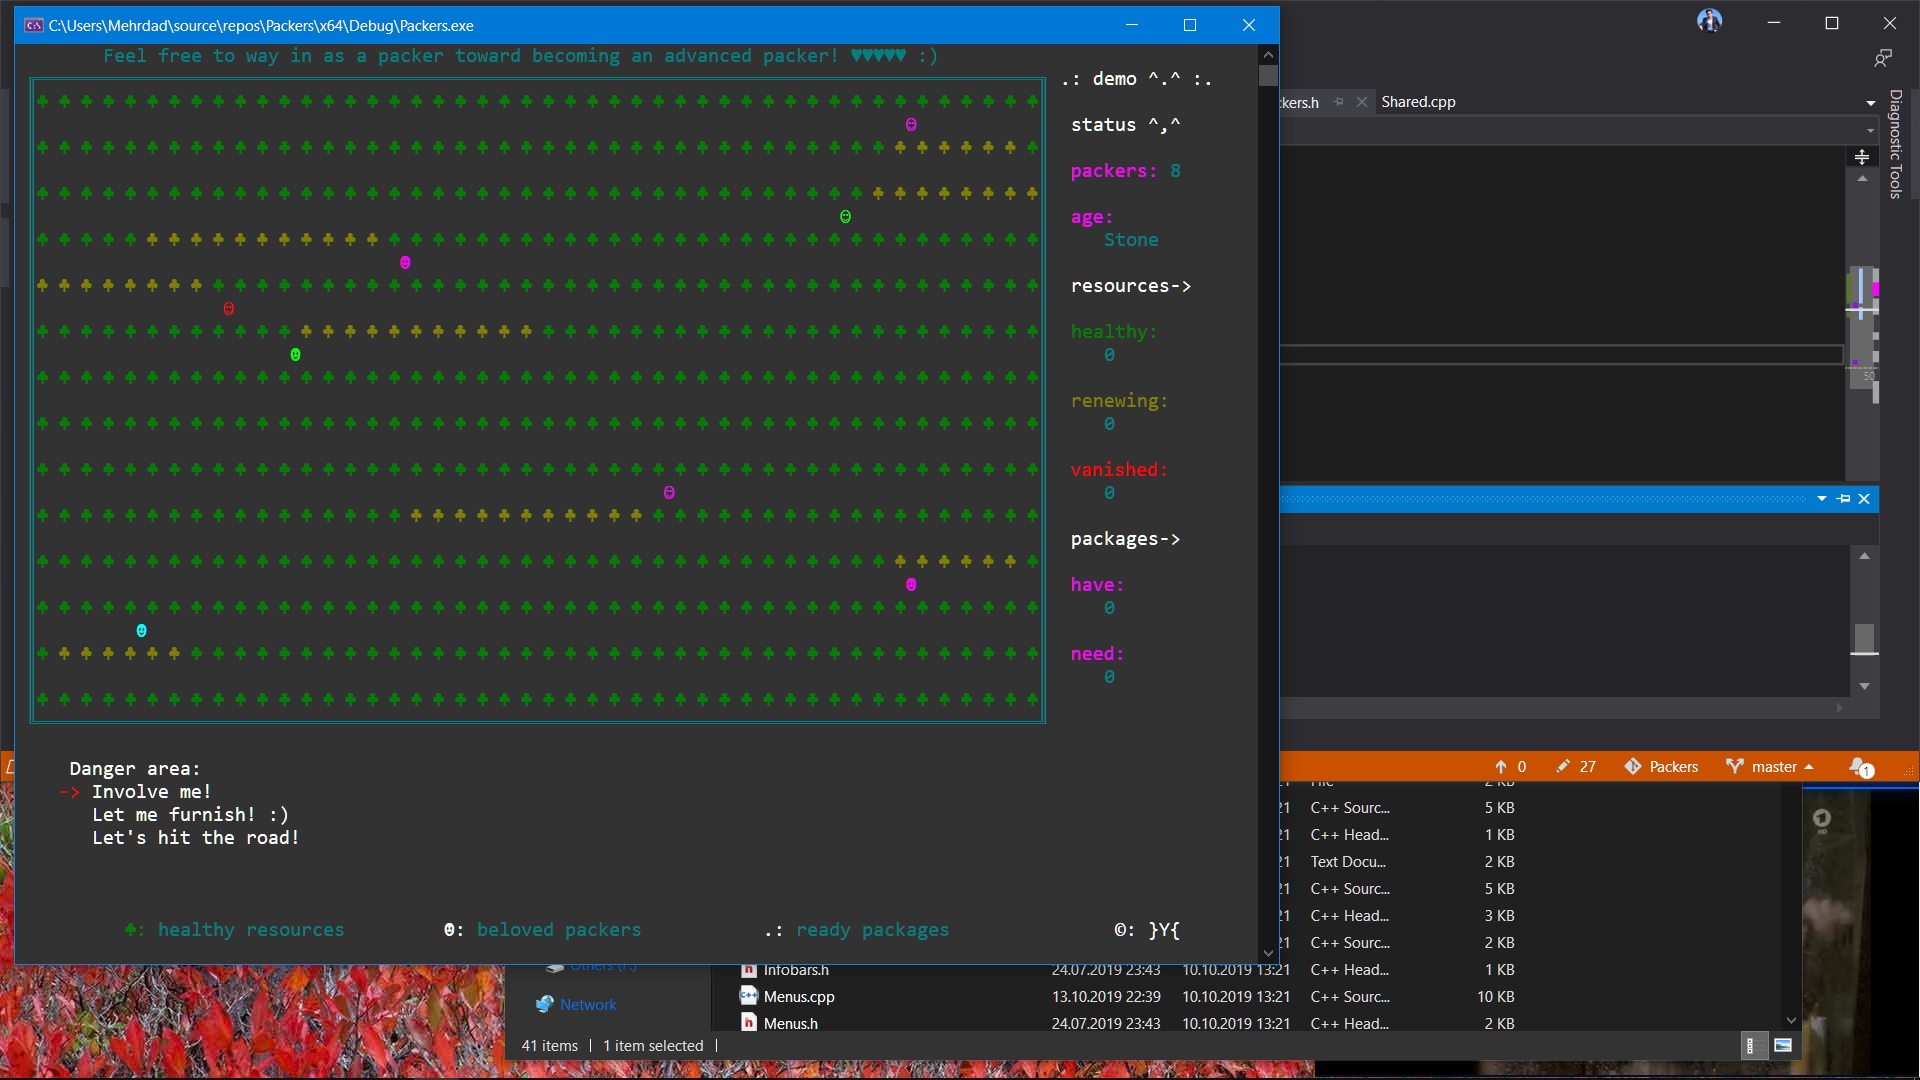 C:\Users\Mehrdad\source\repos\Packers\x64\Debug\Packers.exe
Feel free to way in as a packer toward becoming an advanced packer! ♥♥♥♥♥ :)
.: demo ^.^ :.
status ^,^
packers: 8
age:
Stone
resources->
healthy:
0
renewing:
0
vanished:
0
packages->
have:
0
need:
0
Danger area:
-> Involve me!
Let me furnish! :)
Let's hit the road!
♣: healthy resources
☻: beloved packers
.: ready packages
©: }Y{
kers.h
Shared.cpp
Diagnostic Tools
50
0
27
Packers
master
1
21 C++ Sourc... 5 KB
21 C++ Head... 1 KB
21 Text Docu... 2 KB
21 C++ Sourc... 5 KB
21 C++ Head... 3 KB
21 C++ Sourc... 2 KB
Infobars.h 24.07.2019 23:43 10.10.2019 13:21 C++ Head... 1 KB
Menus.cpp 13.10.2019 22:39 10.10.2019 13:21 C++ Sourc... 10 KB
Menus.h 24.07.2019 23:43 10.10.2019 13:21 C++ Head... 2 KB
Network
41 items | 1 item selected |